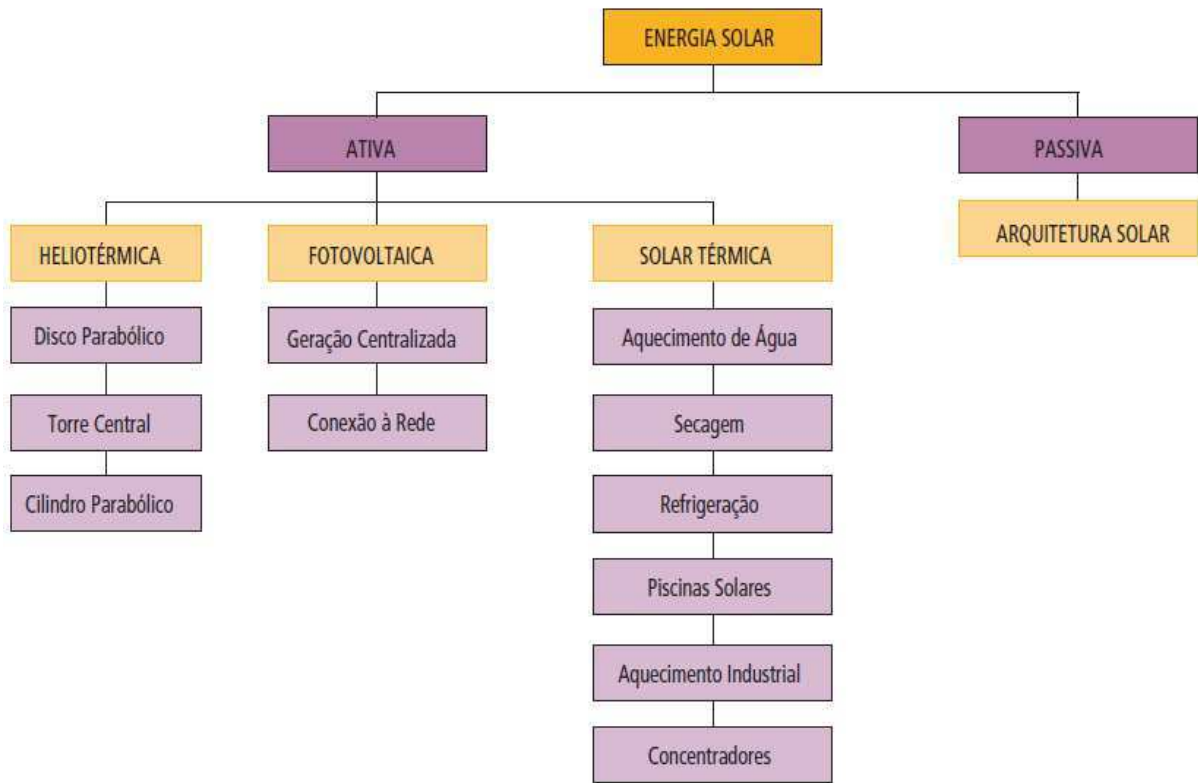 ENERGIA SOLAR
ATIVA
PASSIVA
HELIOTÉRMICA
FOTOVOLTAICA
SOLAR TÉRMICA
ARQUITETURA SOLAR
Disco Parabólico
Geração Centralizada
Aquecimento de Água
Torre Central
Conexão à Rede
Secagem
Cilindro Parabólico
Refrigeração
Piscinas Solares
Aquecimento Industrial
Concentradores